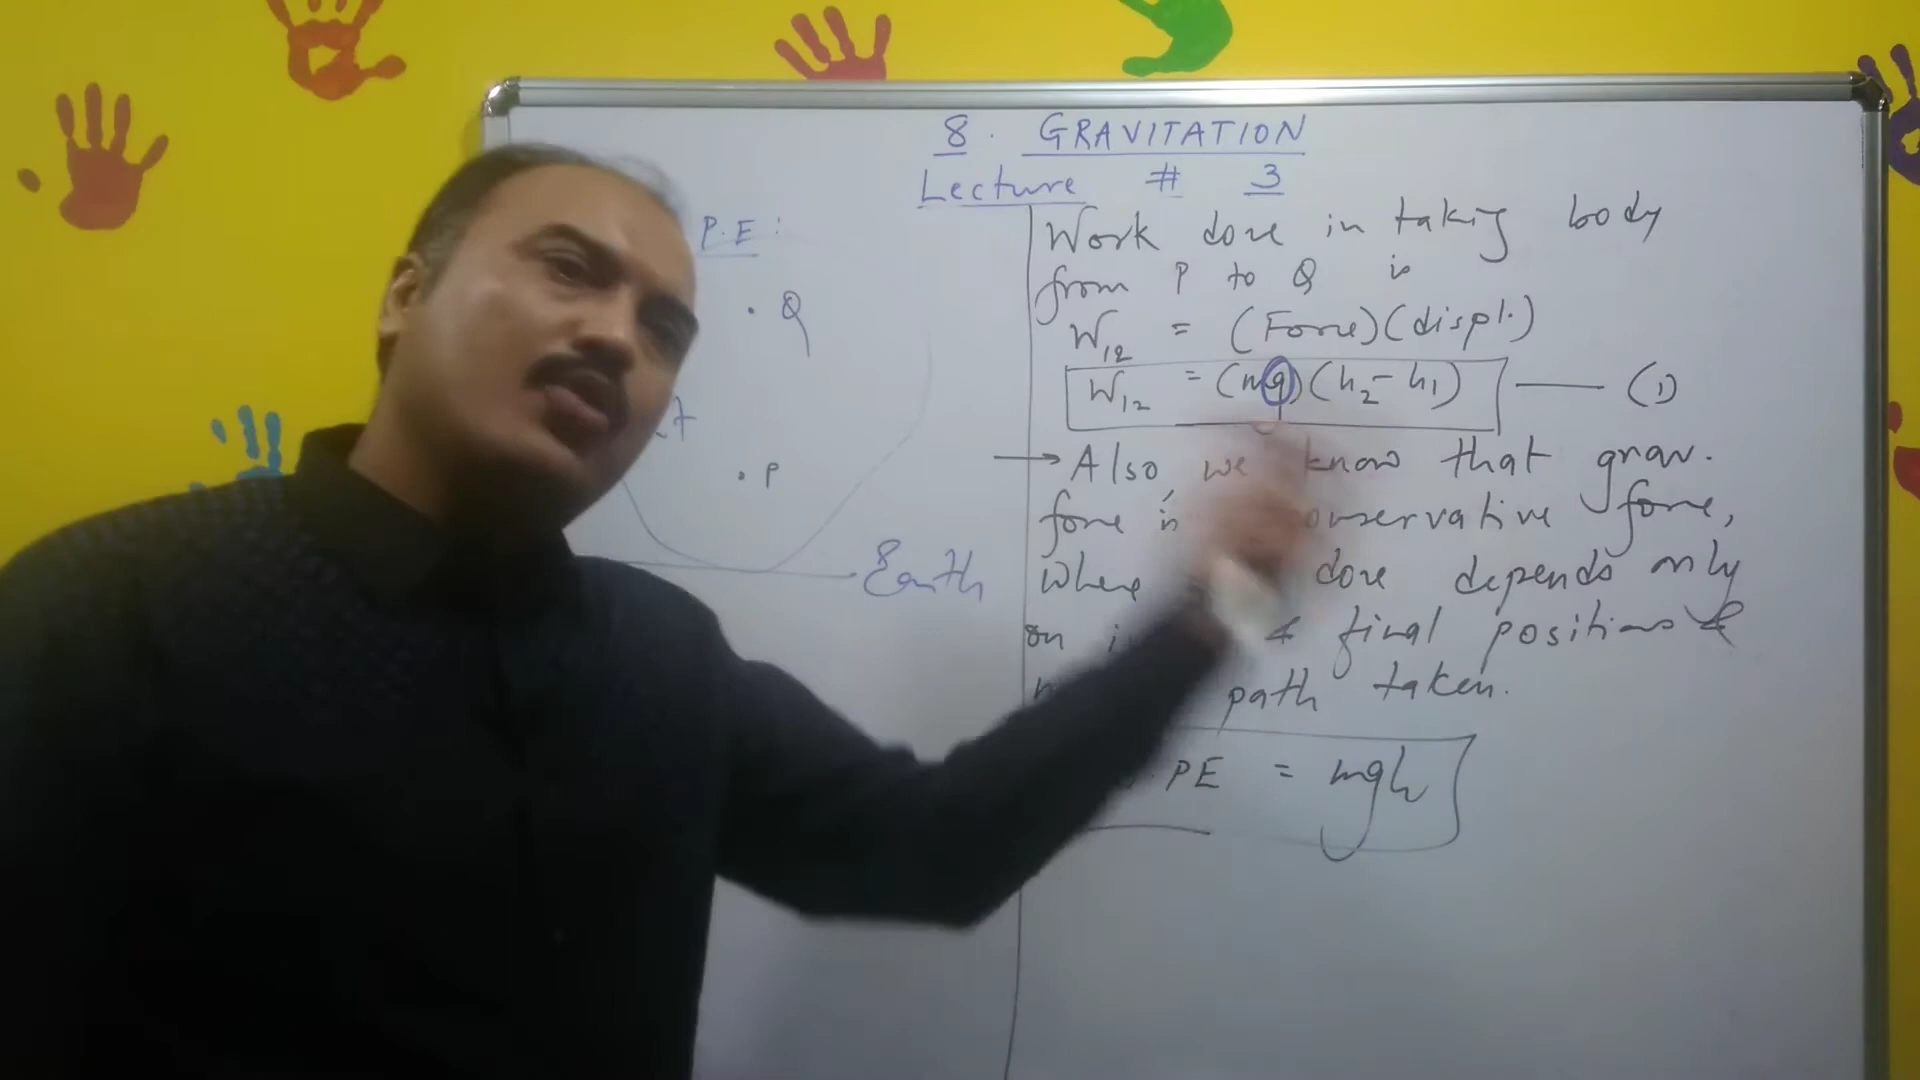 8. GRAVITATION
Lecture # 3
P.E:
. Q
. P
Earth
Work done in taking body
from P to Q is
W12 = (Force)(displ.)
W12 = (mg)(h2-h1) —— (1)
→ Also, we know that grav.
force is conservative force,
where done depends only
on & final positions &
path taken.
PE = mgh